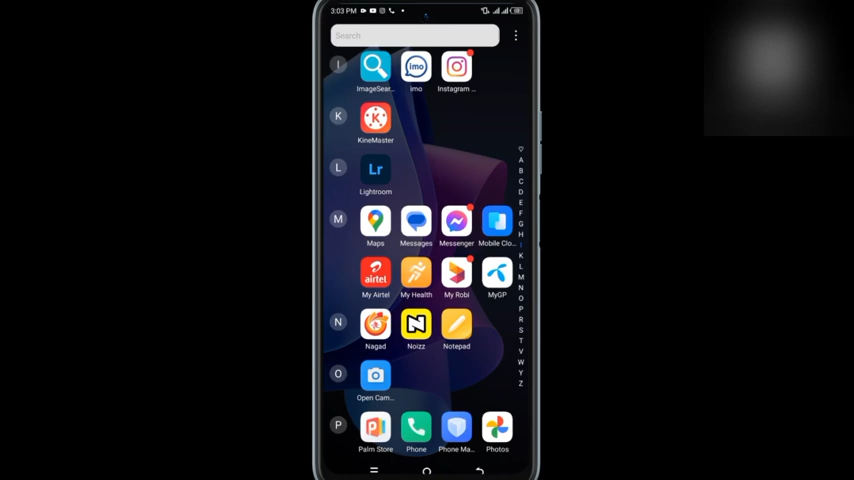 3:03 PM
Search
I
ImageSear...
imo
imo
Instagram ...
K
K
KineMaster
L
Lr
Lightroom
M
Maps
Messages
Messenger
Mobile Clo...
airtel
My Airtel
My Health
My Robi
MyGP
N
Nagad
N
Noizz
Notepad
O
Open Cam...
P
Palm Store
Phone
Phone Ma...
Photos
A
B
C
D
E
F
G
H
I
K
L
M
N
O
P
R
S
T
V
W
Y
Z